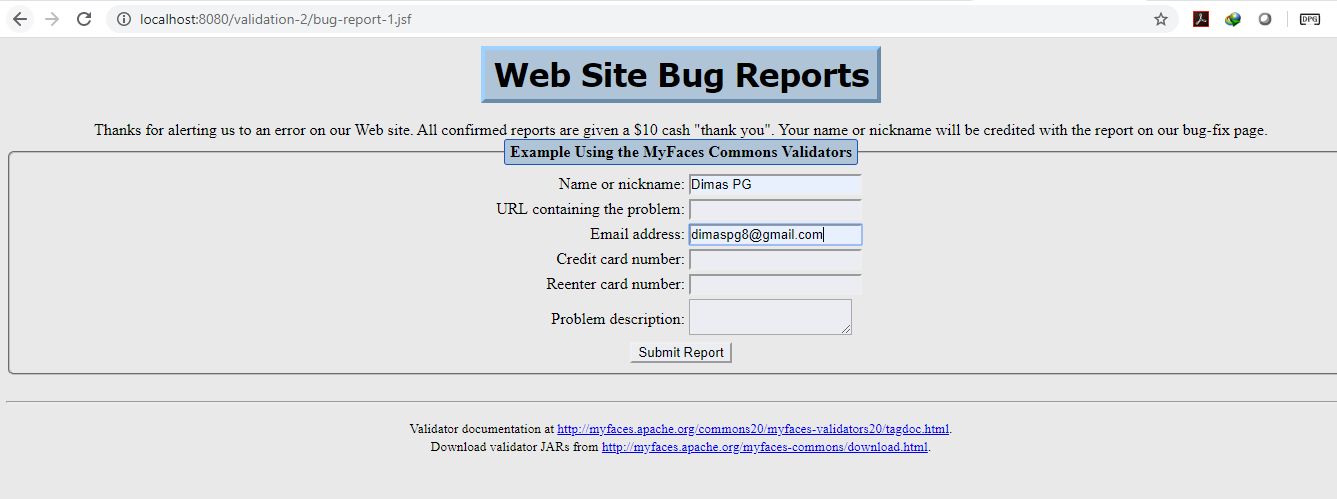 localhost:8080/validation-2/bug-report-1.jsf
DPG
Web Site Bug Reports
Thanks for alerting us to an error on our Web site. All confirmed reports are given a $10 cash "thank you". Your name or nickname will be credited with the report on our bug-fix page.
Example Using the MyFaces Commons Validators
Name or nickname: Dimas PG
URL containing the problem:
Email address: dimaspg8@gmail.com
Credit card number:
Reenter card number:
Problem description:
Submit Report
Validator documentation at http://myfaces.apache.org/commons20/myfaces-validators20/tagdoc.html.
Download validator JARs from http://myfaces.apache.org/myfaces-commons/download.html.